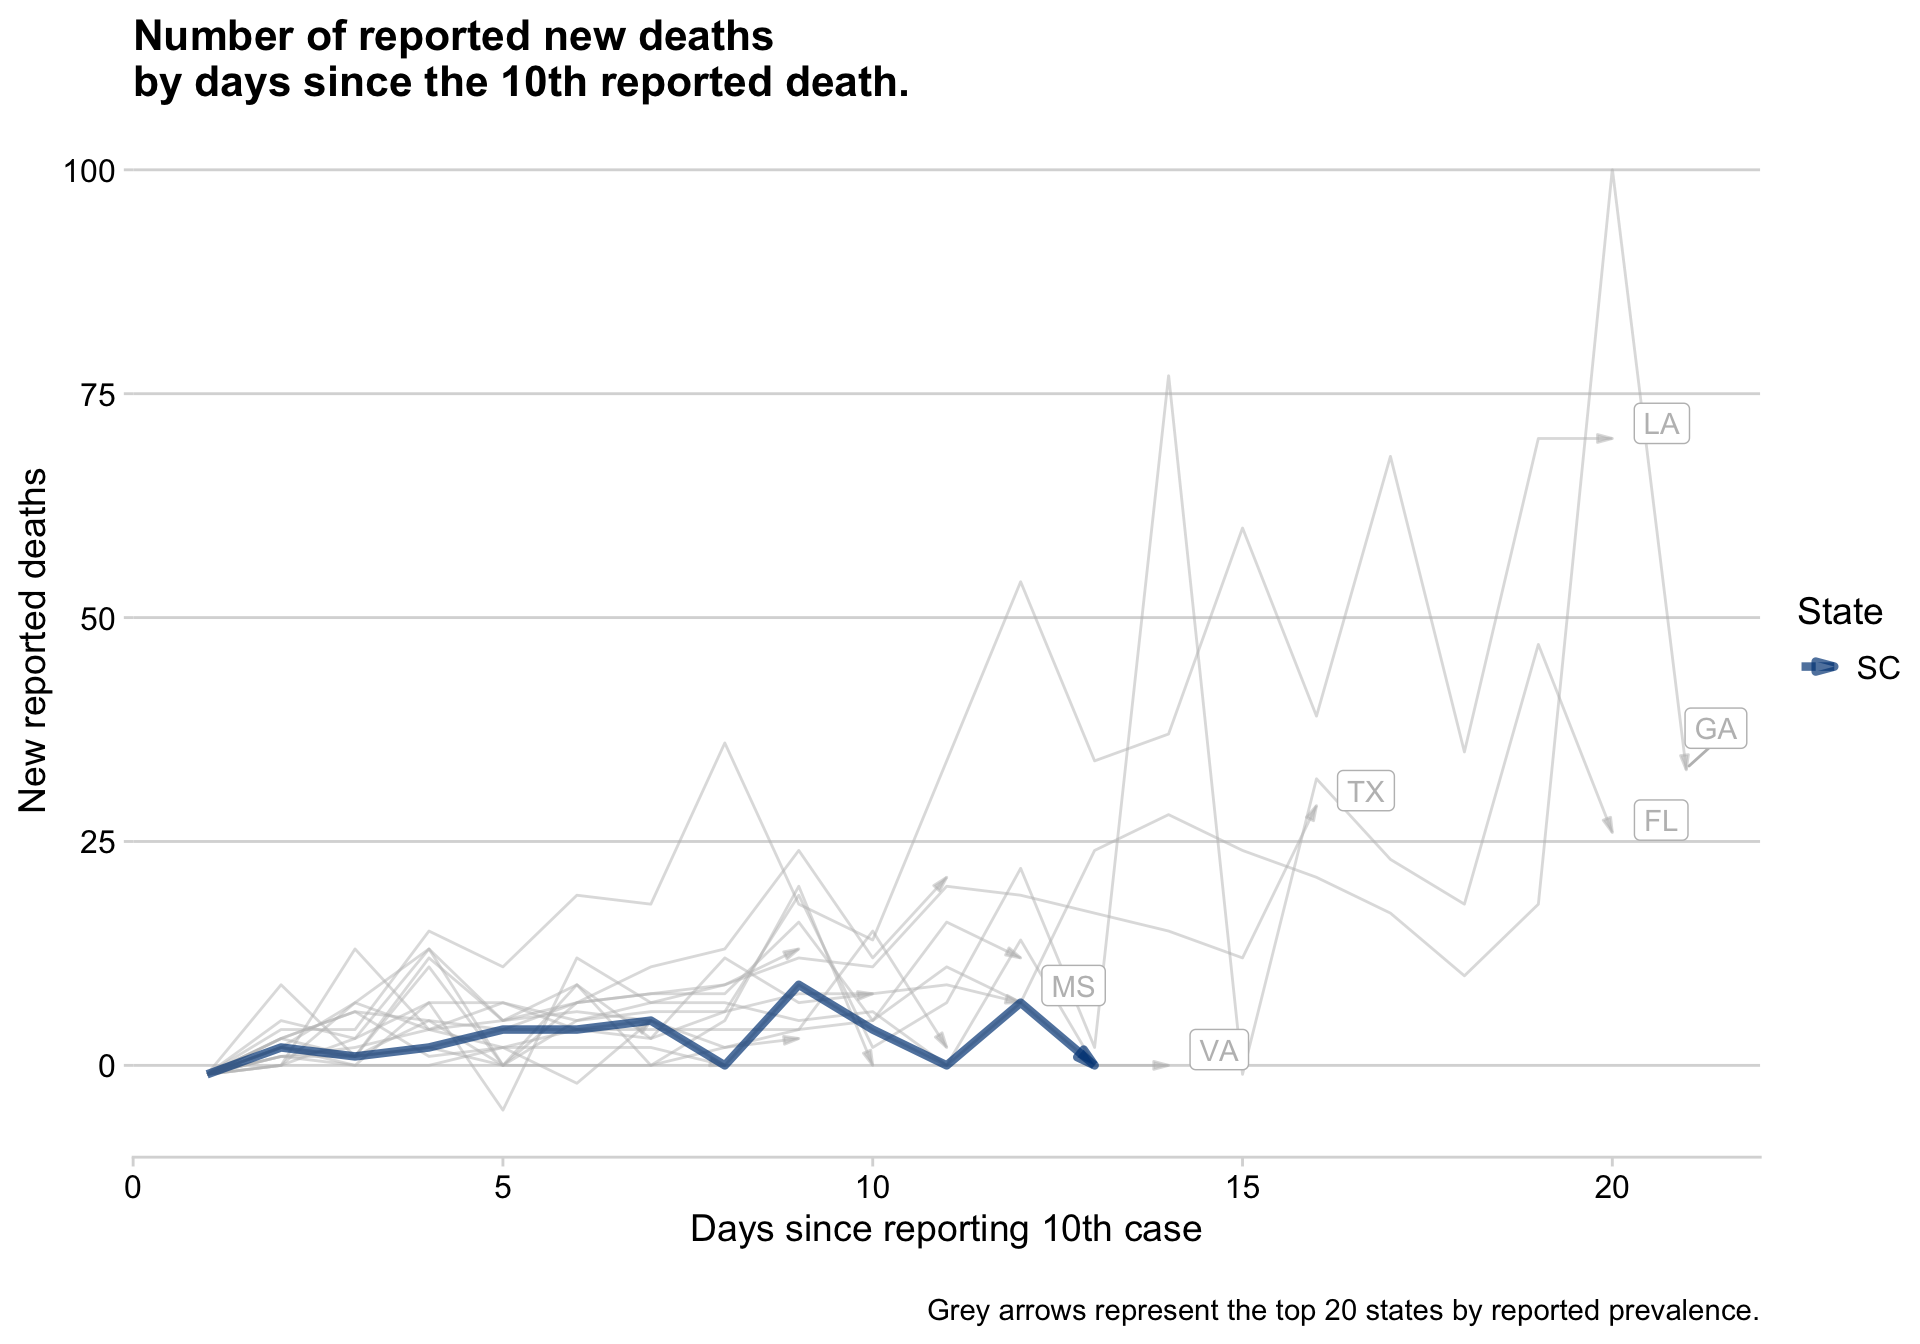 Number of reported new deaths
by days since the 10th reported death.
100
75
50
25
0
New reported deaths
LA
GA
TX
FL
MS
VA
State
SC
0 5 10 15 20
Days since reporting 10th case
Grey arrows represent the top 20 states by reported prevalence.